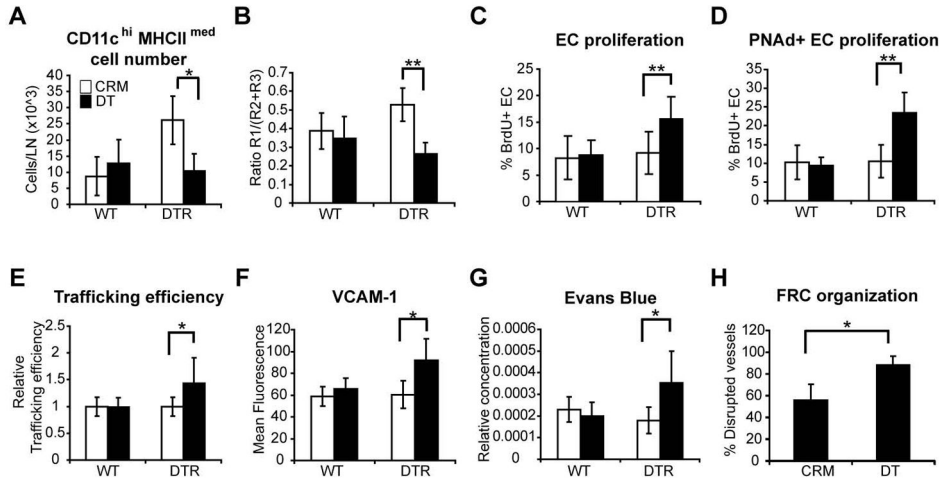 A
CD11c hi MHCII med
cell number
*
CRM
DT
Cells/LN (x10^3)
40
35
30
25
20
15
10
5
0
WT DTR
B
**
Ratio R1/(R2+R3)
0.7
0.6
0.5
0.4
0.3
0.2
0.1
0
WT DTR
C
EC proliferation
**
% BrdU+ EC
25
20
15
10
5
0
WT DTR
D
PNAd+ EC proliferation
**
% BrdU+ EC
35
30
25
20
15
10
5
0
WT DTR
E
Trafficking efficiency
*
Relative
Trafficking efficiency
2.5
2
1.5
1
0.5
0
WT DTR
F
VCAM-1
*
Mean Fluorescence
120
100
80
60
40
20
0
WT DTR
G
Evans Blue
*
Relative concentration
0.0006
0.0005
0.0004
0.0003
0.0002
0.0001
0
WT DTR
H
FRC organization
*
% Disrupted vessels
120
100
80
60
40
20
0
CRM DT